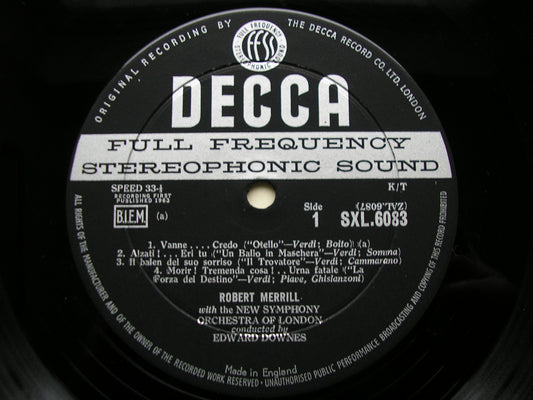 ORIGINAL RECORDING BY THE DECCA RECORD CO. LTD. LONDON
FULL FREQUENCY
ffss
STEREOPHONIC SOUND
DECCA
FULL FREQUENCY
STEREOPHONIC SOUND
SPEED 33-⅓
K/T
RECORDING FIRST
PUBLISHED 1963
(ZAL.6087)
B.I.E.M. (a)
Side
1 SXL.6083
1. Vanne .... Credo ("Otello"—Verdi; Boito) (a)
2. Alzati! ... Eri tu ("Un Ballo in Maschera"—Verdi; Somma)
3. Il balen del suo sorriso ("Il Trovatore"—Verdi; Cammarano)
4. Morir! Tremenda cosa! .. Urna fatale ("La
Forza del Destino"—Verdi; Piave, Ghislanzoni)
ROBERT MERRILL
with the NEW SYMPHONY
ORCHESTRA OF LONDON
conducted by
EDWARD DOWNES
Made in England
ALL RIGHTS OF THE MANUFACTURER AND OF THE OWNER OF THE RECORDED WORK RESERVED · UNAUTHORISED PUBLIC PERFORMANCE BROADCASTING AND COPYING OF THIS RECORD PROHIBITED